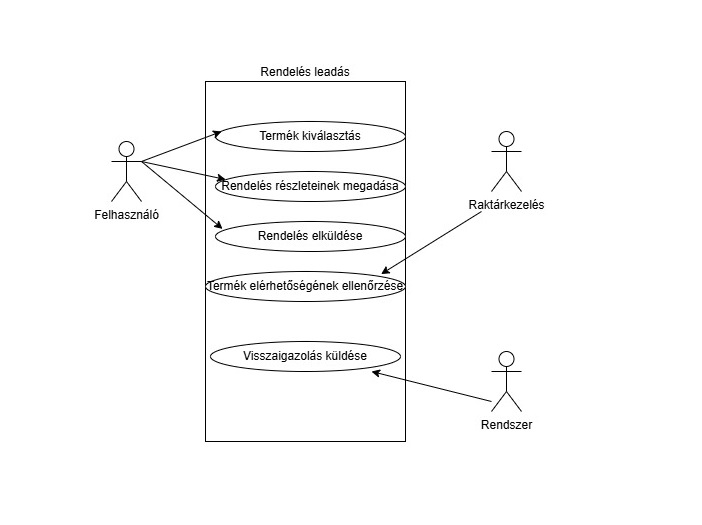 Rendelés leadás
Termék kiválasztás
Rendelés részleteinek megadása
Felhasználó
Raktárkezelés
Rendelés elküldése
Termék elérhetőségének ellenőrzése
Visszaigazolás küldése
Rendszer